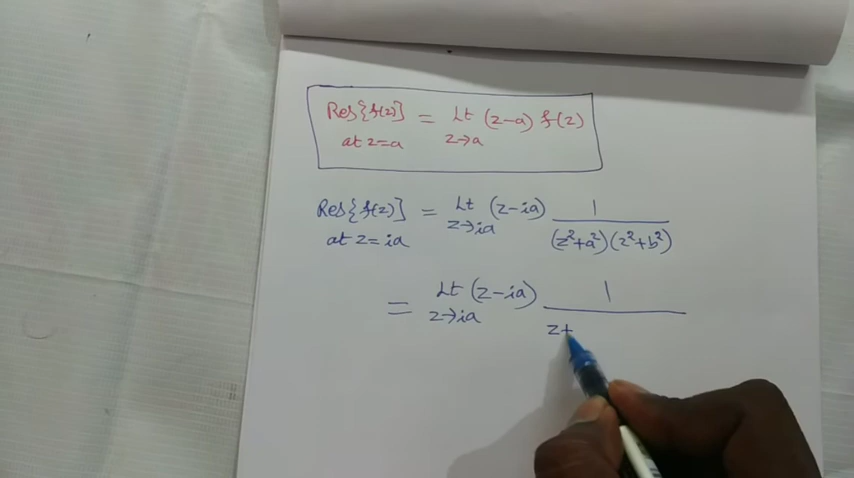 Res{f(z)} = Lt (z-a) f(z)
at z=a z→a
Res{f(z)} = Lt (z-ia) 1
at z=ia z→ia (z²+a²)(z²+b²)
= Lt (z-ia) 1
z→ia z+